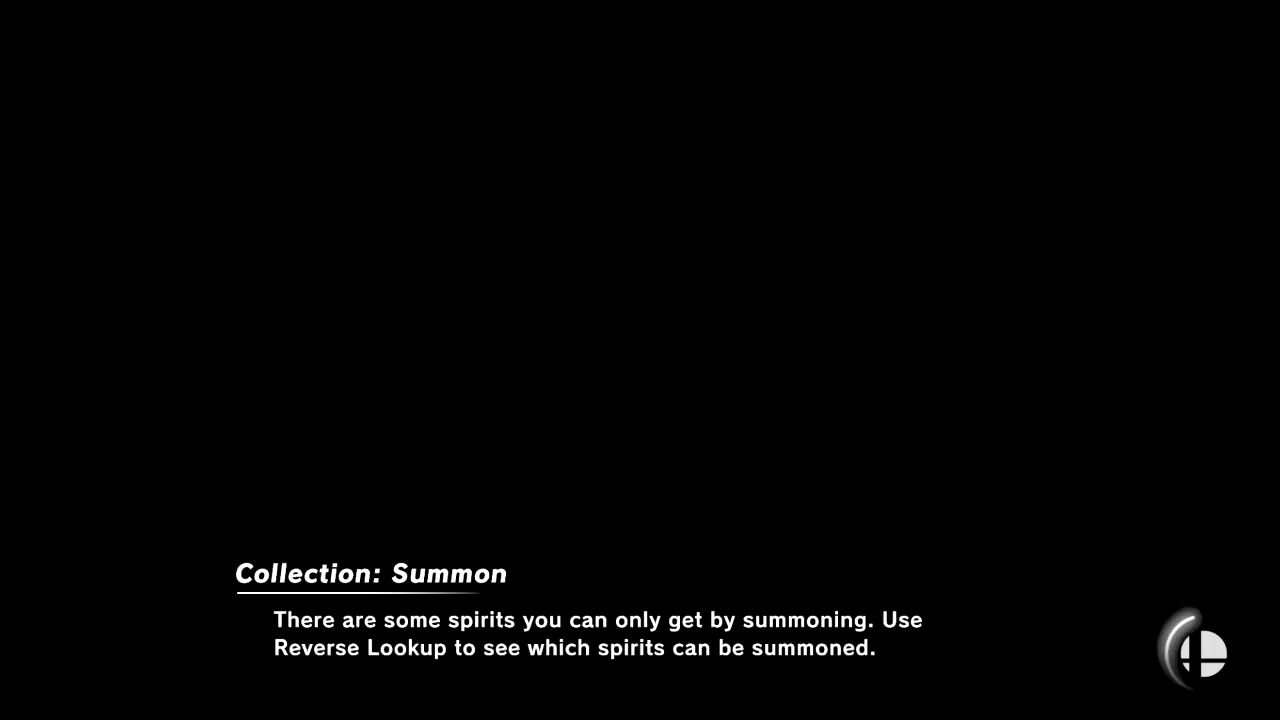 Collection: Summon
There are some spirits you can only get by summoning. Use
Reverse Lookup to see which spirits can be summoned.